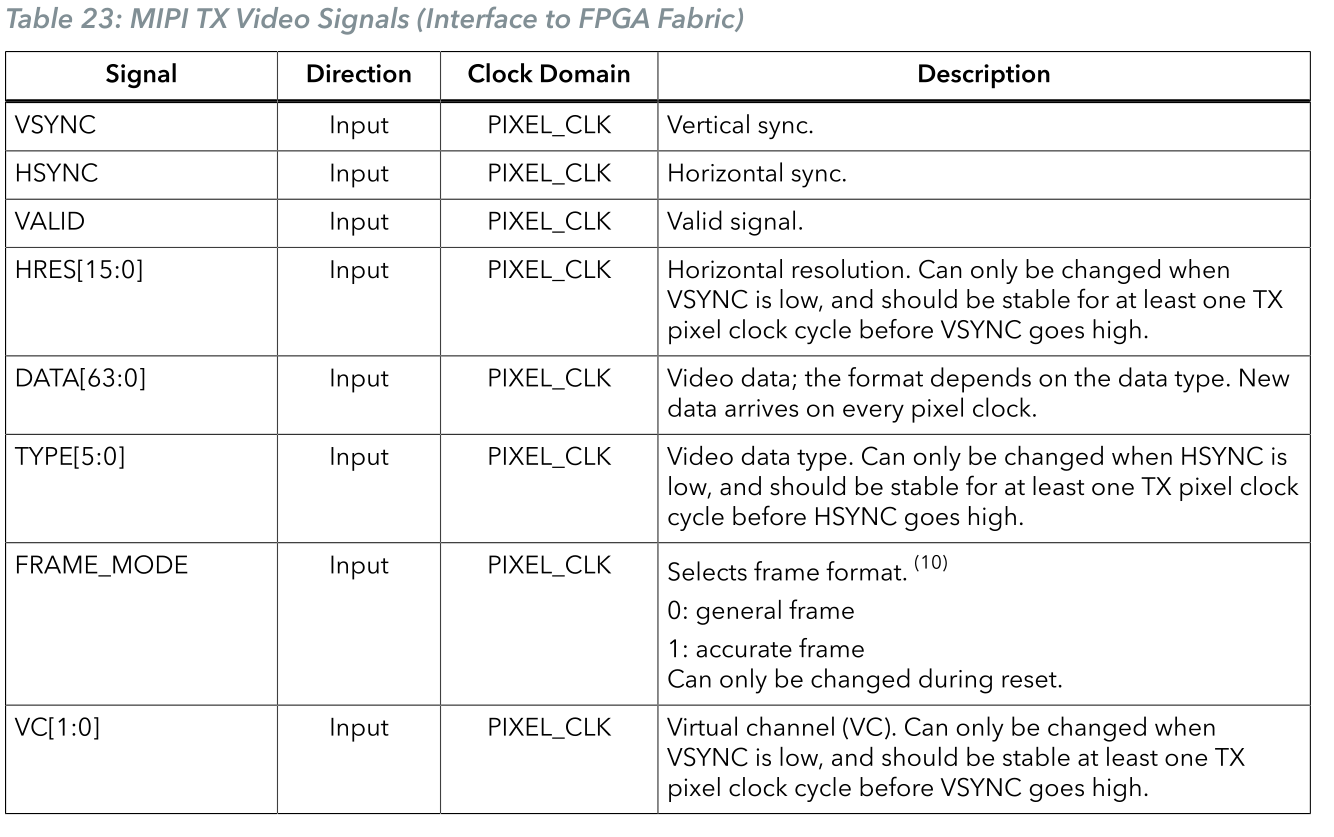 Table 23: MIPI TX Video Signals (Interface to FPGA Fabric)
Signal Direction Clock Domain Description
VSYNC Input PIXEL_CLK Vertical sync.
HSYNC Input PIXEL_CLK Horizontal sync.
VALID Input PIXEL_CLK Valid signal.
HRES[15:0] Input PIXEL_CLK Horizontal resolution. Can only be changed when
VSYNC is low, and should be stable for at least one TX
pixel clock cycle before VSYNC goes high.
DATA[63:0] Input PIXEL_CLK Video data; the format depends on the data type. New
data arrives on every pixel clock.
TYPE[5:0] Input PIXEL_CLK Video data type. Can only be changed when HSYNC is
low, and should be stable for at least one TX pixel clock
cycle before HSYNC goes high.
FRAME_MODE Input PIXEL_CLK Selects frame format. (10)
0: general frame
1: accurate frame
Can only be changed during reset.
VC[1:0] Input PIXEL_CLK Virtual channel (VC). Can only be changed when
VSYNC is low, and should be stable at least one TX
pixel clock cycle before VSYNC goes high.